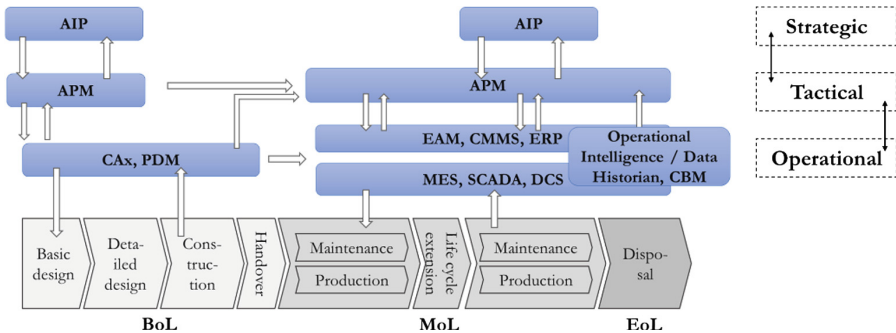 AIP
AIP
Strategic
APM
APM
Tactical
EAM, CMMS, ERP
Operational
Intelligence / Data
Historian, CBM
CAx, PDM
Operational
MES, SCADA, DCS
Basic
design
Detai-
led
design
Cons-
truc-
tion
Handover
Maintenance
Production
Life cycle
extension
Maintenance
Production
Dispo-
sal
BoL
MoL
EoL